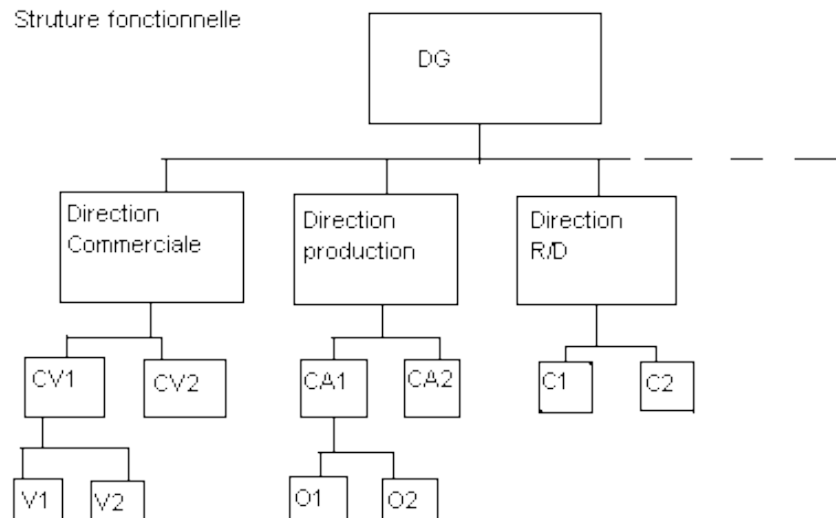 Struture fonctionnelle
DG
Direction
Commerciale
Direction
production
Direction
R/D
CV1
CV2
CA1
CA2
C1
C2
V1
V2
O1
O2